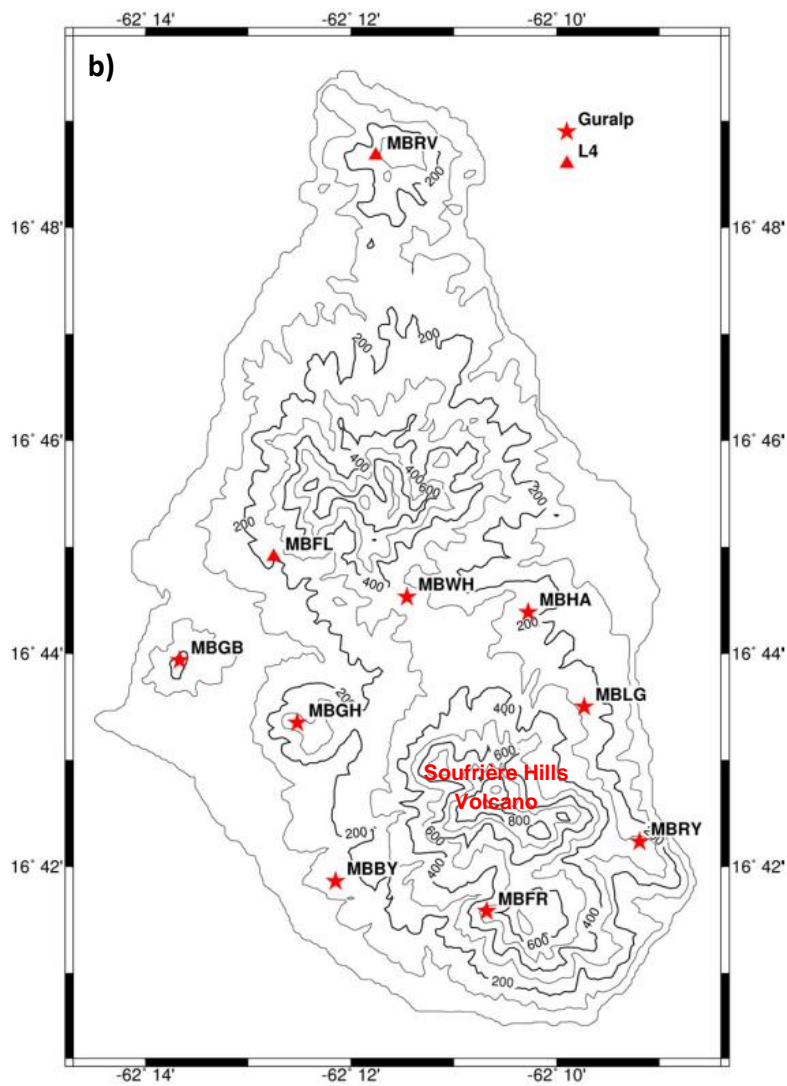 -62° 14'
-62° 12'
-62° 10'
b)
Guralp
L4
MBRV
200
16° 48'
16° 48'
200
200
16° 46'
16° 46'
400
400
600
200
200
MBFL
400
MBWH
MBHA
200
MBGB
16° 44'
16° 44'
MBLG
200
MBGH
400
600
Soufrière Hills
Volcano
800
MBRY
200
600
16° 42'
16° 42'
MBBY
400
MBFR
400
600
200
-62° 14'
-62° 12'
-62° 10'